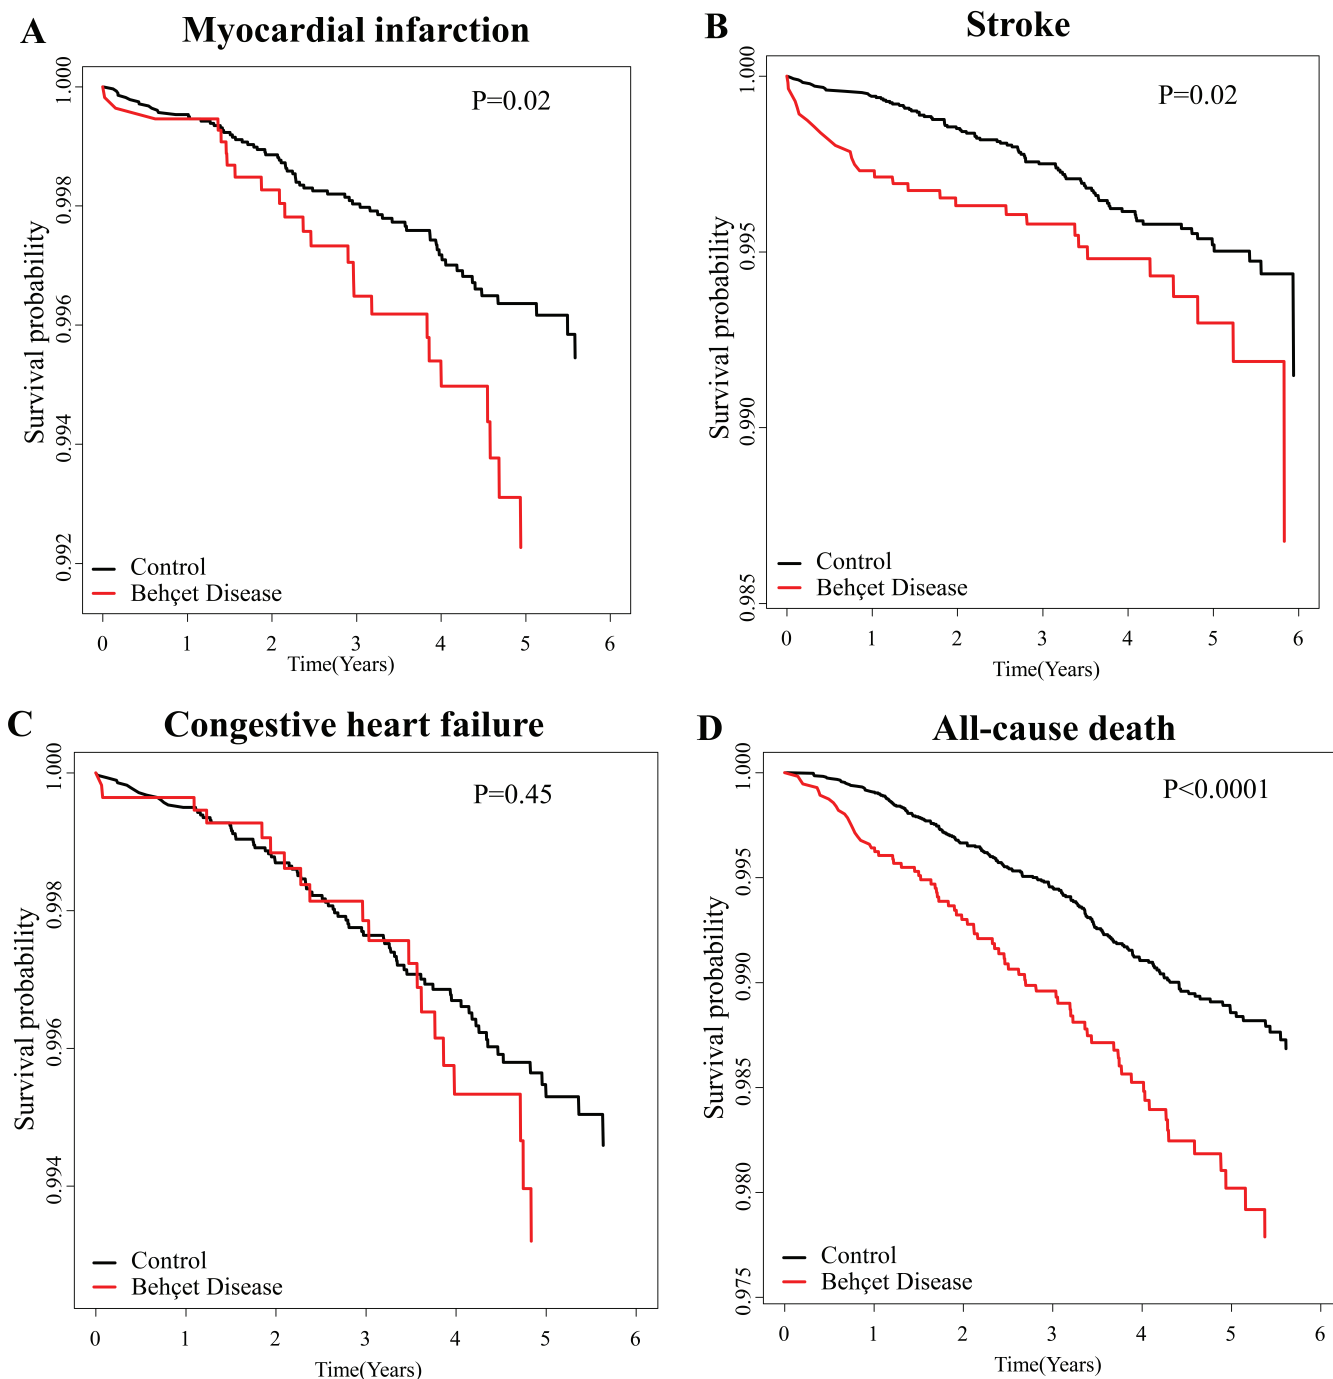 A
Myocardial infarction
P=0.02
Survival probability
1.000
0.998
0.996
0.994
0.992
Control
Behçet Disease
0 1 2 3 4 5 6
Time(Years)
B
Stroke
P=0.02
Survival probability
1.000
0.995
0.990
0.985
Control
Behçet Disease
0 1 2 3 4 5 6
Time(Years)
C
Congestive heart failure
P=0.45
Survival probability
1.000
0.998
0.996
0.994
Control
Behçet Disease
0 1 2 3 4 5 6
Time(Years)
D
All-cause death
P<0.0001
Survival probability
1.000
0.995
0.990
0.985
0.980
0.975
Control
Behçet Disease
0 1 2 3 4 5 6
Time(Years)